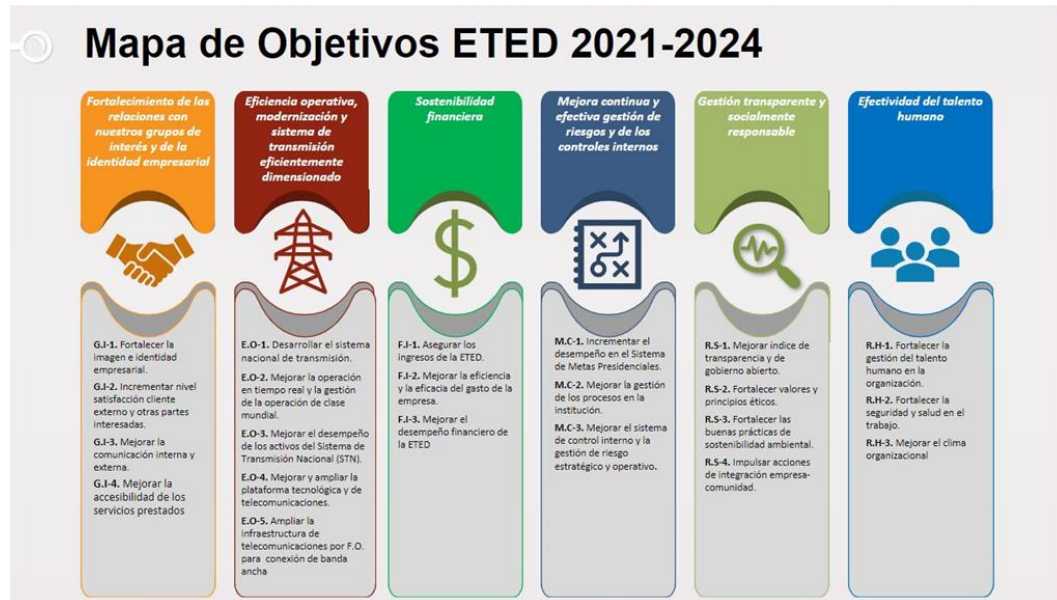 Mapa de Objetivos ETED 2021-2024
Fortalecimiento de las
relaciones con
nuestros grupos de
interés y de la
identidad empresarial
G.I-1. Fortalecer la
imagen e identidad
empresarial.
G.I-2. Incrementar nivel
satisfacción cliente
externo y otras partes
interesadas.
G.I-3. Mejorar la
comunicación interna y
externa.
G.I-4. Mejorar la
accesibilidad de los
servicios prestados
Eficiencia operativa,
modernización y
sistema de
transmisión
eficientemente
dimensionado
E.O-1. Desarrollar el sistema
nacional de transmisión.
E.O-2. Mejorar la operación
en tiempo real y la gestión
de la operación de clase
mundial.
E.O-3. Mejorar el desempeño
de los activos del Sistema de
Transmisión Nacional (STN).
E.O-4. Mejorar y ampliar la
plataforma tecnológica y de
telecomunicaciones.
E.O-5. Ampliar la
infraestructura de
telecomunicaciones por F.O.
para conexión de banda
ancha
Sostenibilidad
financiera
F.I-1. Asegurar los
ingresos de la ETED.
F.I-2. Mejorar la eficiencia
y la eficacia del gasto de la
empresa.
F.I-3. Mejorar el
desempeño financiero de
la ETED
Mejora continua y
efectiva gestión de
riesgos y de los
controles internos
M.C-1. Incrementar el
desempeño en el Sistema
de Metas Presidenciales.
M.C-2. Mejorar la gestión
de los procesos en la
institución.
M.C-3. Mejorar el sistema
de control interno y la
gestión de riesgo
estratégico y operativo.
Gestión transparente y
socialmente
responsable
R.S-1. Mejorar índice de
transparencia y de
gobierno abierto.
R.S-2. Fortalecer valores y
principios éticos.
R.S-3. Fortalecer las
buenas prácticas de
sostenibilidad ambiental.
R.S-4. Impulsar acciones
de integración empresa-
comunidad.
Efectividad del talento
humano
R.H-1. Fortalecer la
gestión del talento
humano en la
organización.
R.H-2. Fortalecer la
seguridad y salud en el
trabajo.
R.H-3. Mejorar el clima
organizacional